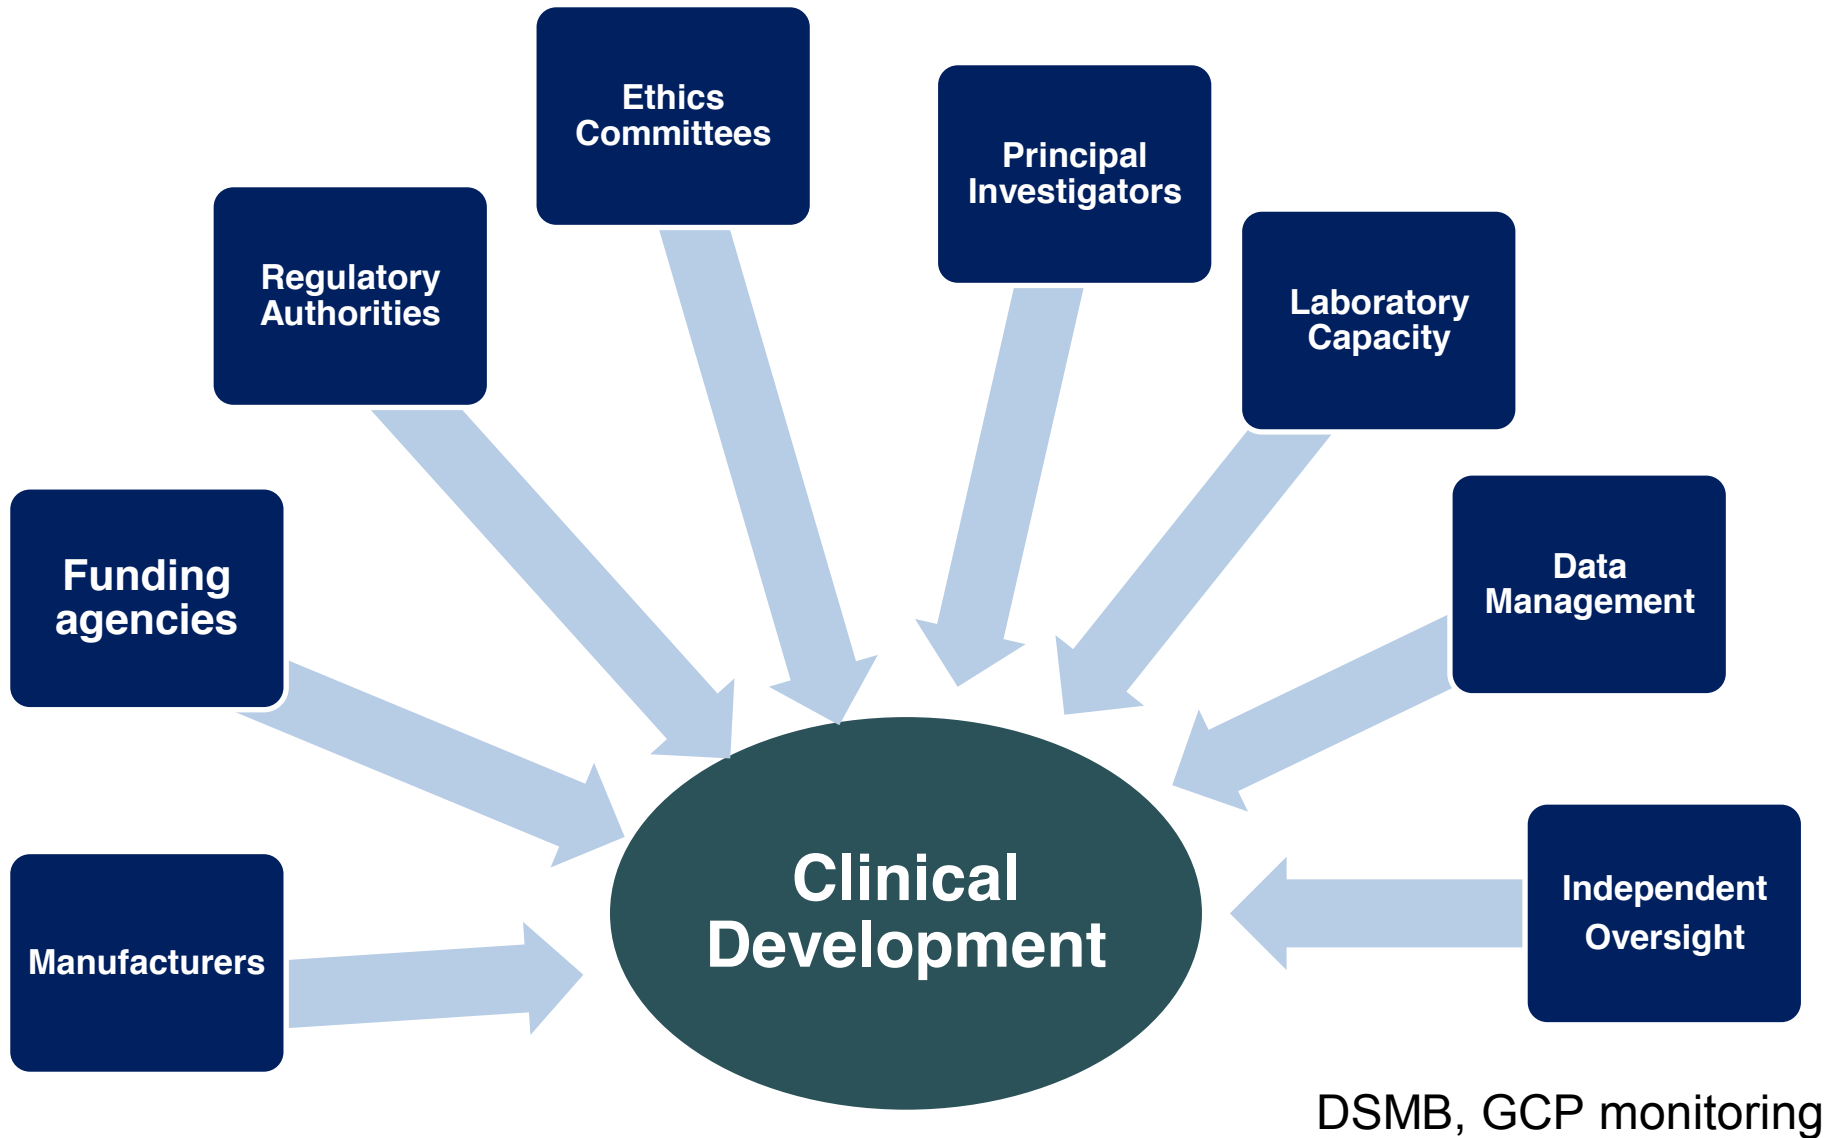 Ethics
Committees
Principal
Investigators
Regulatory
Authorities
Laboratory
Capacity
Funding
agencies
Data
Management
Manufacturers
Clinical
Development
Independent
Oversight
DSMB, GCP monitoring